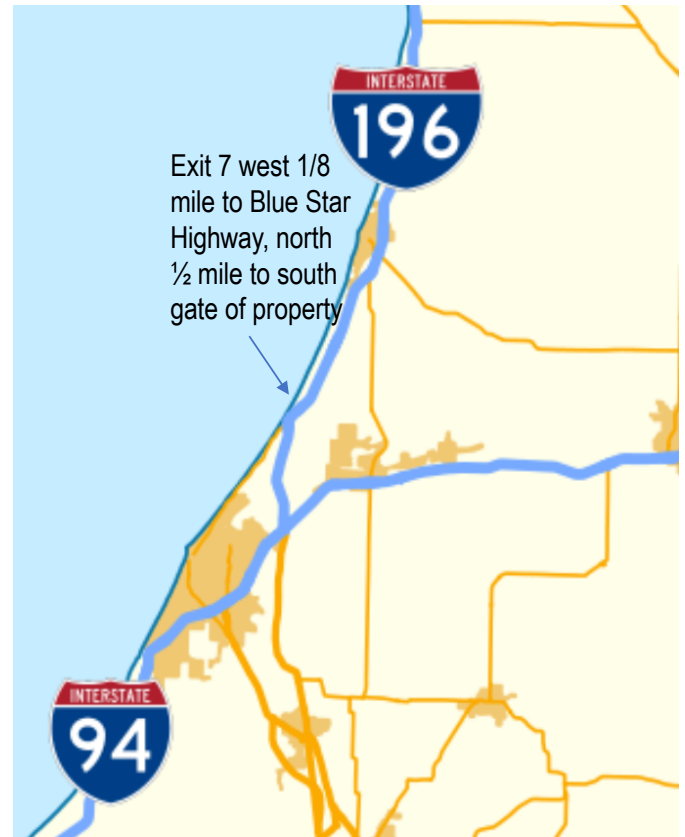 INTERSTATE
196
Exit 7 west 1/8
mile to Blue Star
Highway, north
½ mile to south
gate of property
INTERSTATE
94